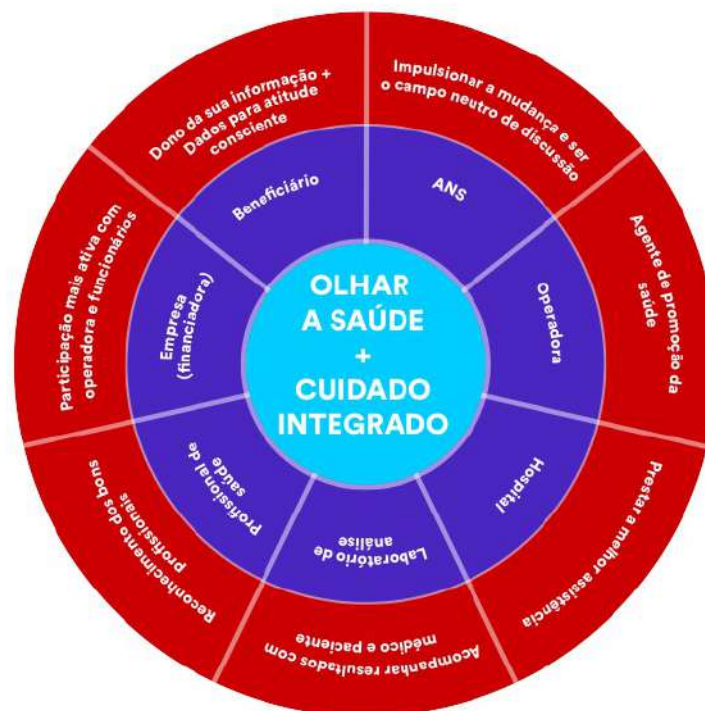 OLHAR
A SAÚDE
+
CUIDADO
INTEGRADO
ANS
Impulsionar a mudança e ser
o campo neutro de discussão
Operadora
Agente de promoção da
saúde
Hospital
Prestar a melhor assistência
Laboratório de
análise
Acompanhar resultados com
médico e paciente
Profissional de
saúde
Reconhecimento dos bons
profissionais
Empresa
(financiadora)
Participação mais ativa com
operadora e funcionários
Beneficiário
Dono da sua informação +
Dados para atitude
consciente